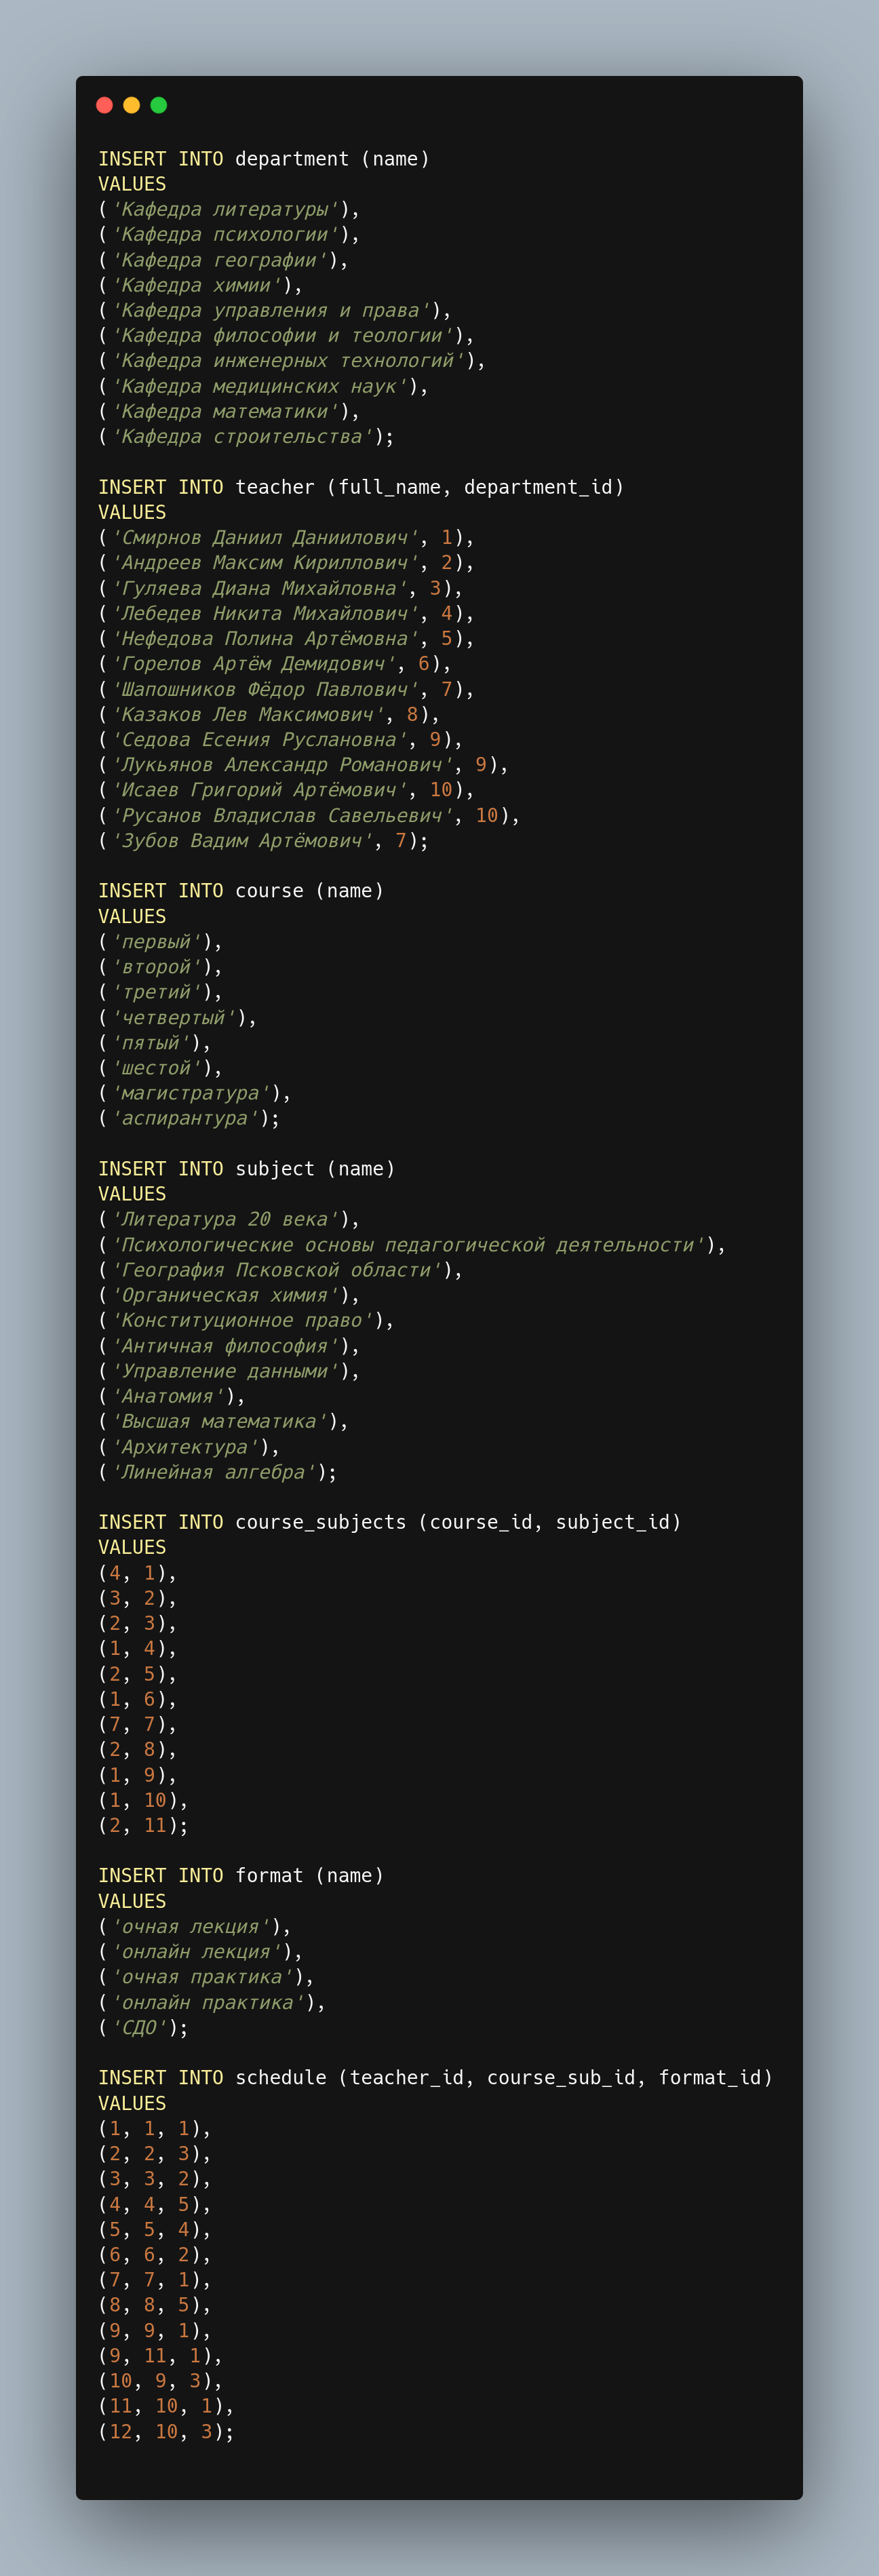 INSERT INTO department (name)
VALUES
('Кафедра литературы'),
('Кафедра психологии'),
('Кафедра географии'),
('Кафедра химии'),
('Кафедра управления и права'),
('Кафедра философии и теологии'),
('Кафедра инженерных технологий'),
('Кафедра медицинских наук'),
('Кафедра математики'),
('Кафедра строительства');
INSERT INTO teacher (full_name, department_id)
VALUES
('Смирнов Даниил Даниилович', 1),
('Андреев Максим Кириллович', 2),
('Гуляева Диана Михайловна', 3),
('Лебедев Никита Михайлович', 4),
('Нефедова Полина Артёмовна', 5),
('Горелов Артём Демидович', 6),
('Шапошников Фёдор Павлович', 7),
('Казаков Лев Максимович', 8),
('Седова Есения Руслановна', 9),
('Лукьянов Александр Романович', 9),
('Исаев Григорий Артёмович', 10),
('Русанов Владислав Савельевич', 10),
('Зубов Вадим Артёмович', 7);
INSERT INTO course (name)
VALUES
('первый'),
('второй'),
('третий'),
('четвертый'),
('пятый'),
('шестой'),
('магистратура'),
('аспирантура');
INSERT INTO subject (name)
VALUES
('Литература 20 века'),
('Психологические основы педагогической деятельности'),
('География Псковской области'),
('Органическая химия'),
('Конституционное право'),
('Античная философия'),
('Управление данными'),
('Анатомия'),
('Высшая математика'),
('Архитектура'),
('Линейная алгебра');
INSERT INTO course_subjects (course_id, subject_id)
VALUES
(4, 1),
(3, 2),
(2, 3),
(1, 4),
(2, 5),
(1, 6),
(7, 7),
(2, 8),
(1, 9),
(1, 10),
(2, 11);
INSERT INTO format (name)
VALUES
('очная лекция'),
('онлайн лекция'),
('очная практика'),
('онлайн практика'),
('СДО');
INSERT INTO schedule (teacher_id, course_sub_id, format_id)
VALUES
(1, 1, 1),
(2, 2, 3),
(3, 3, 2),
(4, 4, 5),
(5, 5, 4),
(6, 6, 2),
(7, 7, 1),
(8, 8, 5),
(9, 9, 1),
(9, 11, 1),
(10, 9, 3),
(11, 10, 1),
(12, 10, 3);